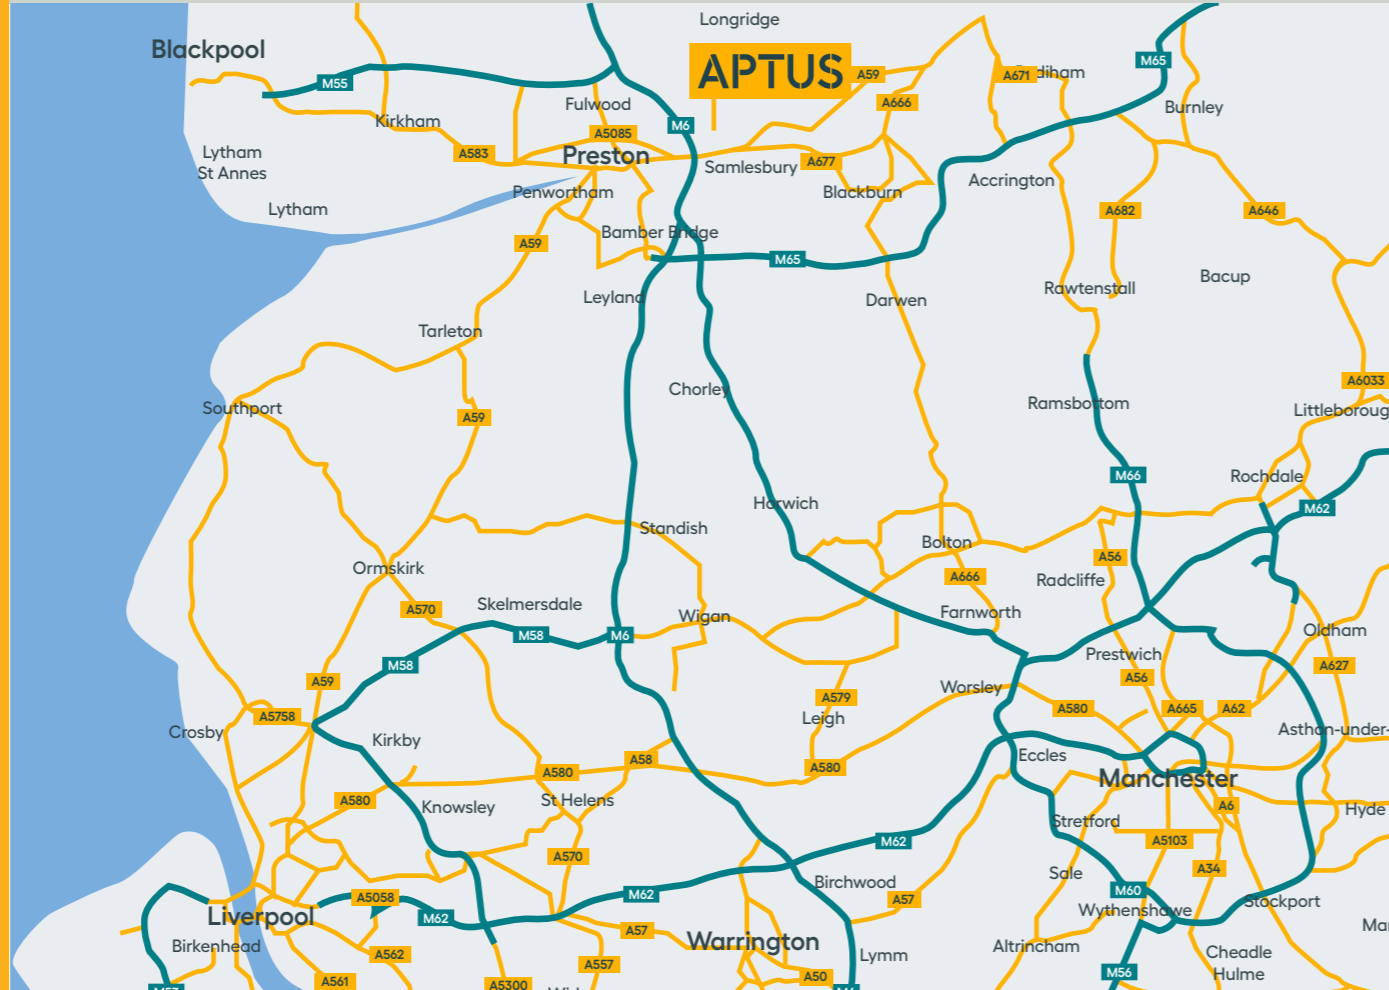 Longridge
Blackpool
APTUS
A59
A671
M65
M55
A666
Fulwood
Burnley
Kirkham
M6
A5085
A583
Preston
Lytham
St Annes
Samlesbury
A677
Penwortham
Blackburn
Accrington
Lytham
A682
A646
Bamber Bridge
A59
M65
Bacup
Rawtenstall
Leyland
Darwen
Tarleton
A6033
Chorley
Southport
Ramsbottom
Littleboroug
A59
M66
Rochdale
Horwich
M62
Standish
Bolton
A56
Ormskirk
A666
Radcliffe
Skelmersdale
A570
Wigan
Farnworth
M58
M6
Oldham
M58
Prestwich
A627
A59
A56
Worsley
A579
A5758
Leigh
A580
A665
A62
Crosby
Asthon-under-
Kirkby
Eccles
A58
A580
A580
Manchester
A580
St Helens
Knowsley
A6
Hyde
Stretford
M62
A5103
A570
A34
Sale
Birchwood
M60
M62
A5058
A57
Stockport
Wythenshawe
Liverpool
M62
A57
Warrington
Birkenhead
Altrincham
Cheadle
Hulme
A562
Lymm
A557
M56
A50
A561
A5300